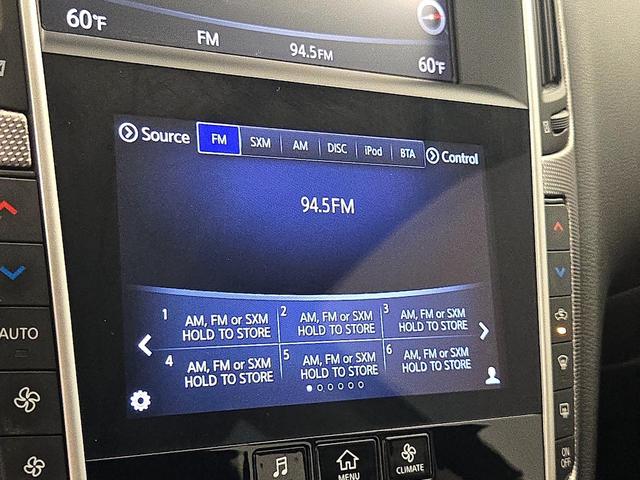 60°F
FM
94.5FM
60°F
Source
FM
SXM
AM
DISC
iPod
BTA
Control
94.5FM
1 AM, FM or SXM
HOLD TO STORE
2 AM, FM or SXM
HOLD TO STORE
3 AM, FM or SXM
HOLD TO STORE
4 AM, FM or SXM
HOLD TO STORE
5 AM, FM or SXM
HOLD TO STORE
6 AM, FM or SXM
HOLD TO STORE
AUTO
MENU
CLIMATE
ON
OFF